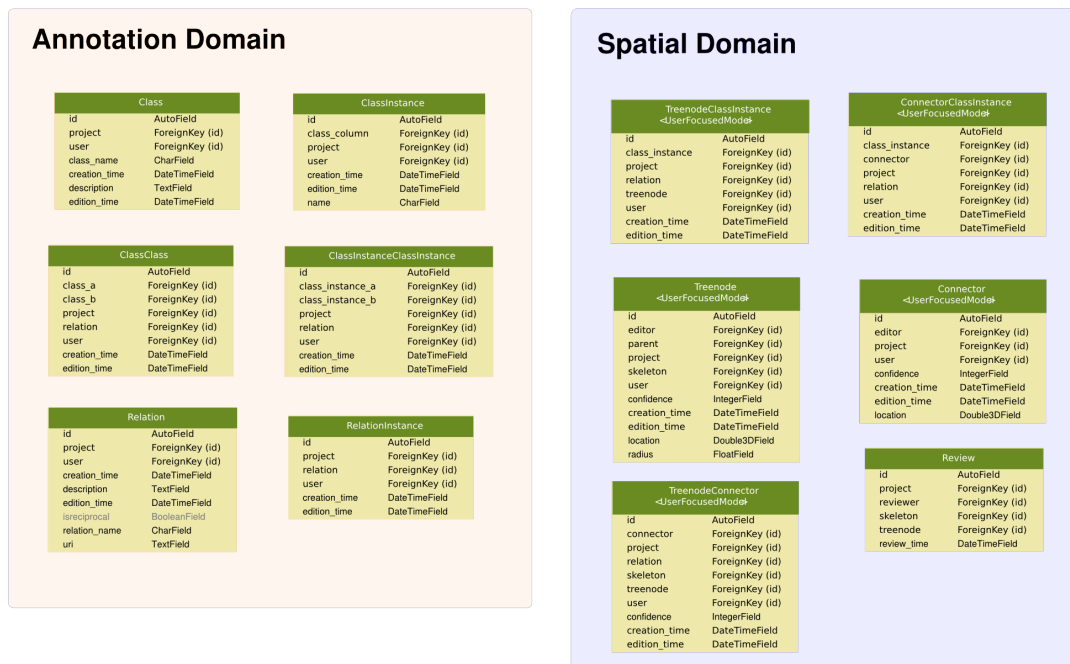 Annotation Domain
Class
id AutoField
project ForeignKey (id)
user ForeignKey (id)
class_name CharField
creation_time DateTimeField
description TextField
edition_time DateTimeField
ClassInstance
id AutoField
class_column ForeignKey (id)
project ForeignKey (id)
user ForeignKey (id)
creation_time DateTimeField
edition_time DateTimeField
name CharField
ClassClass
id AutoField
class_a ForeignKey (id)
class_b ForeignKey (id)
project ForeignKey (id)
relation ForeignKey (id)
user ForeignKey (id)
creation_time DateTimeField
edition_time DateTimeField
ClassInstanceClassInstance
id AutoField
class_instance_a ForeignKey (id)
class_instance_b ForeignKey (id)
project ForeignKey (id)
relation ForeignKey (id)
user ForeignKey (id)
creation_time DateTimeField
edition_time DateTimeField
Relation
id AutoField
project ForeignKey (id)
user ForeignKey (id)
creation_time DateTimeField
description TextField
edition_time DateTimeField
isreciprocal BooleanField
relation_name CharField
uri TextField
RelationInstance
id AutoField
project ForeignKey (id)
relation ForeignKey (id)
user ForeignKey (id)
creation_time DateTimeField
edition_time DateTimeField
Spatial Domain
TreenodeClassInstance
<UserFocusedModel>
id AutoField
class_instance ForeignKey (id)
project ForeignKey (id)
relation ForeignKey (id)
treenode ForeignKey (id)
user ForeignKey (id)
creation_time DateTimeField
edition_time DateTimeField
ConnectorClassInstance
<UserFocusedModel>
id AutoField
class_instance ForeignKey (id)
connector ForeignKey (id)
project ForeignKey (id)
relation ForeignKey (id)
user ForeignKey (id)
creation_time DateTimeField
edition_time DateTimeField
Treenode
<UserFocusedModel>
id AutoField
editor ForeignKey (id)
parent ForeignKey (id)
project ForeignKey (id)
skeleton ForeignKey (id)
user ForeignKey (id)
confidence IntegerField
creation_time DateTimeField
edition_time DateTimeField
location Double3DField
radius FloatField
Connector
<UserFocusedModel>
id AutoField
editor ForeignKey (id)
project ForeignKey (id)
user ForeignKey (id)
confidence IntegerField
creation_time DateTimeField
edition_time DateTimeField
location Double3DField
TreenodeConnector
<UserFocusedModel>
id AutoField
connector ForeignKey (id)
project ForeignKey (id)
relation ForeignKey (id)
skeleton ForeignKey (id)
treenode ForeignKey (id)
user ForeignKey (id)
confidence IntegerField
creation_time DateTimeField
edition_time DateTimeField
Review
id AutoField
project ForeignKey (id)
reviewer ForeignKey (id)
skeleton ForeignKey (id)
treenode ForeignKey (id)
review_time DateTimeField